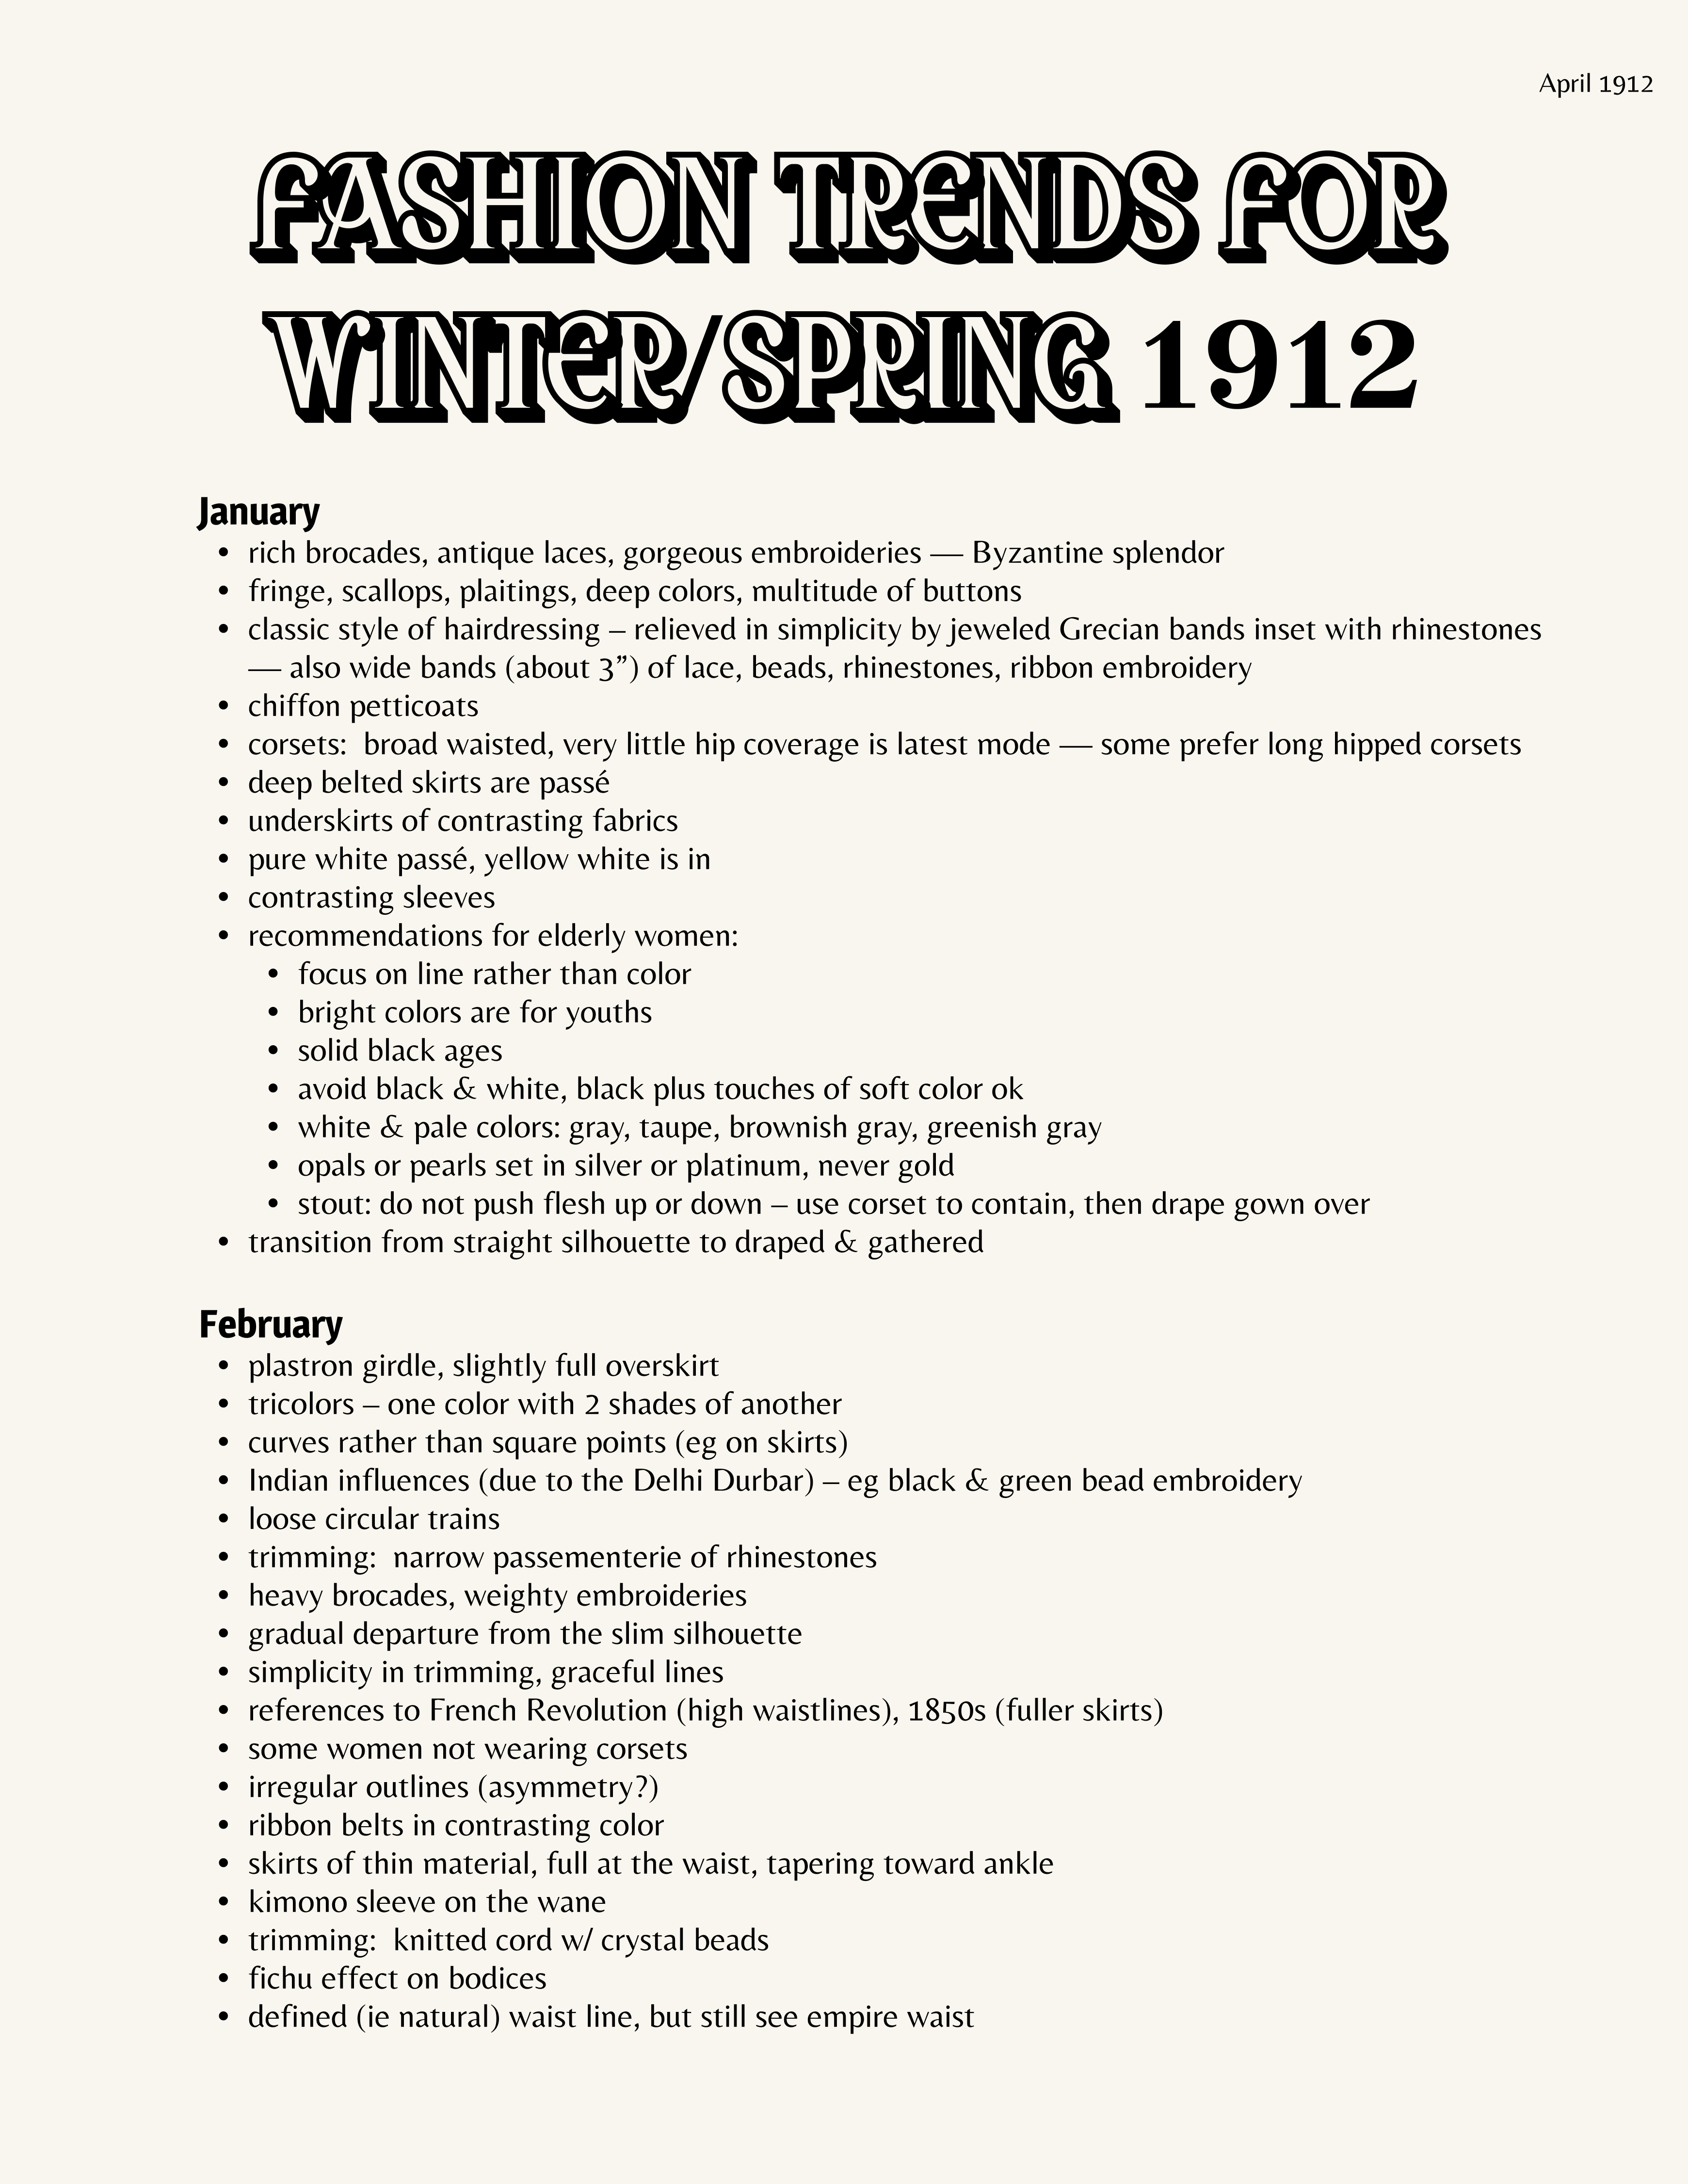 April 1912
FASHION TRENDS FOR
WINTER/SPRING 1912
January
• rich brocades, antique laces, gorgeous embroideries — Byzantine splendor
• fringe, scallops, plaitings, deep colors, multitude of buttons
• classic style of hairdressing – relieved in simplicity by jeweled Grecian bands inset with rhinestones
— also wide bands (about 3”) of lace, beads, rhinestones, ribbon embroidery
• chiffon petticoats
• corsets:  broad waisted, very little hip coverage is latest mode — some prefer long hipped corsets
• deep belted skirts are passé
• underskirts of contrasting fabrics
• pure white passé, yellow white is in
• contrasting sleeves
• recommendations for elderly women:
• focus on line rather than color
• bright colors are for youths
• solid black ages
• avoid black & white, black plus touches of soft color ok
• white & pale colors: gray, taupe, brownish gray, greenish gray
• opals or pearls set in silver or platinum, never gold
• stout: do not push flesh up or down – use corset to contain, then drape gown over
• transition from straight silhouette to draped & gathered
February
• plastron girdle, slightly full overskirt
• tricolors – one color with 2 shades of another
• curves rather than square points (eg on skirts)
• Indian influences (due to the Delhi Durbar) – eg black & green bead embroidery
• loose circular trains
• trimming:  narrow passementerie of rhinestones
• heavy brocades, weighty embroideries
• gradual departure from the slim silhouette
• simplicity in trimming, graceful lines
• references to French Revolution (high waistlines), 1850s (fuller skirts)
• some women not wearing corsets
• irregular outlines (asymmetry?)
• ribbon belts in contrasting color
• skirts of thin material, full at the waist, tapering toward ankle
• kimono sleeve on the wane
• trimming:  knitted cord w/ crystal beads
• fichu effect on bodices
• defined (ie natural) waist line, but still see empire waist